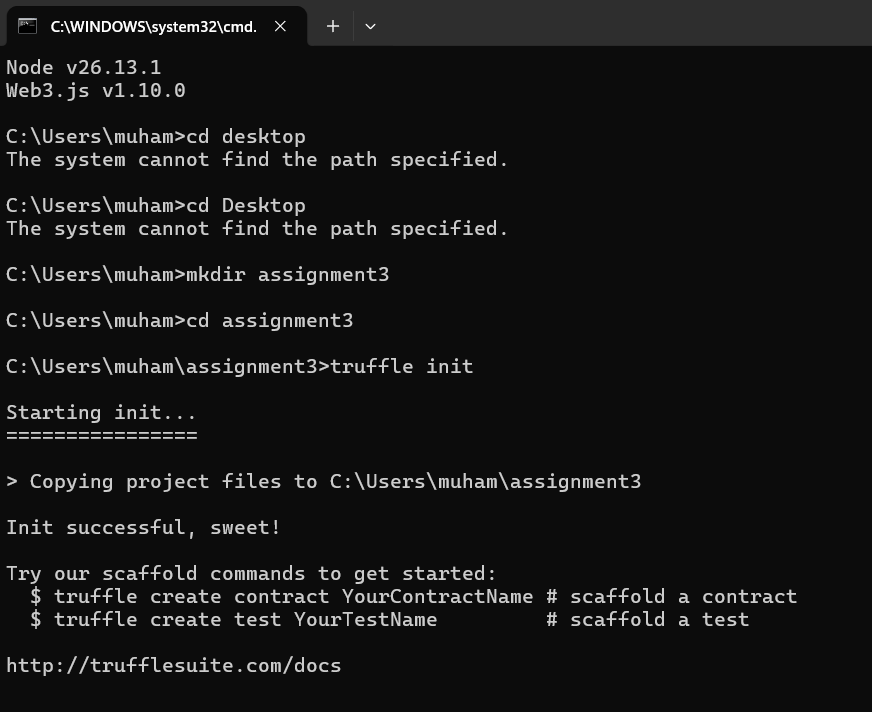 C:\WINDOWS\system32\cmd.
Node v26.13.1
Web3.js v1.10.0
C:\Users\muham>cd desktop
The system cannot find the path specified.
C:\Users\muham>cd Desktop
The system cannot find the path specified.
C:\Users\muham>mkdir assignment3
C:\Users\muham>cd assignment3
C:\Users\muham\assignment3>truffle init
Starting init...
================
> Copying project files to C:\Users\muham\assignment3
Init successful, sweet!
Try our scaffold commands to get started:
$ truffle create contract YourContractName # scaffold a contract
$ truffle create test YourTestName         # scaffold a test
http://trufflesuite.com/docs